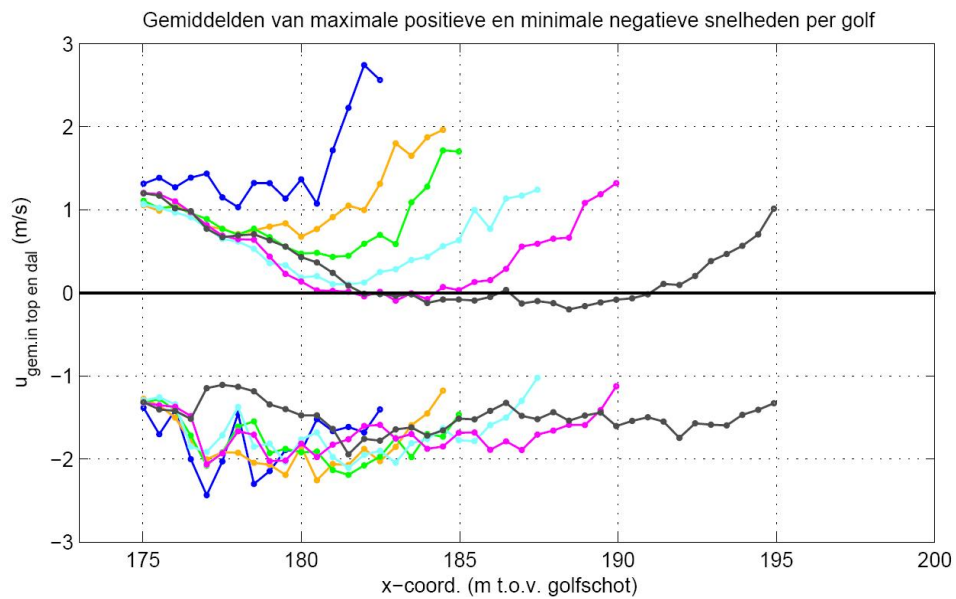 Gemiddelden van maximale positieve en minimale negatieve snelheden per golf
3
2
1
0
−1
−2
−3
u gem.in top en dal (m/s)
175 180 185 190 195 200
x−coord. (m t.o.v. golfschot)